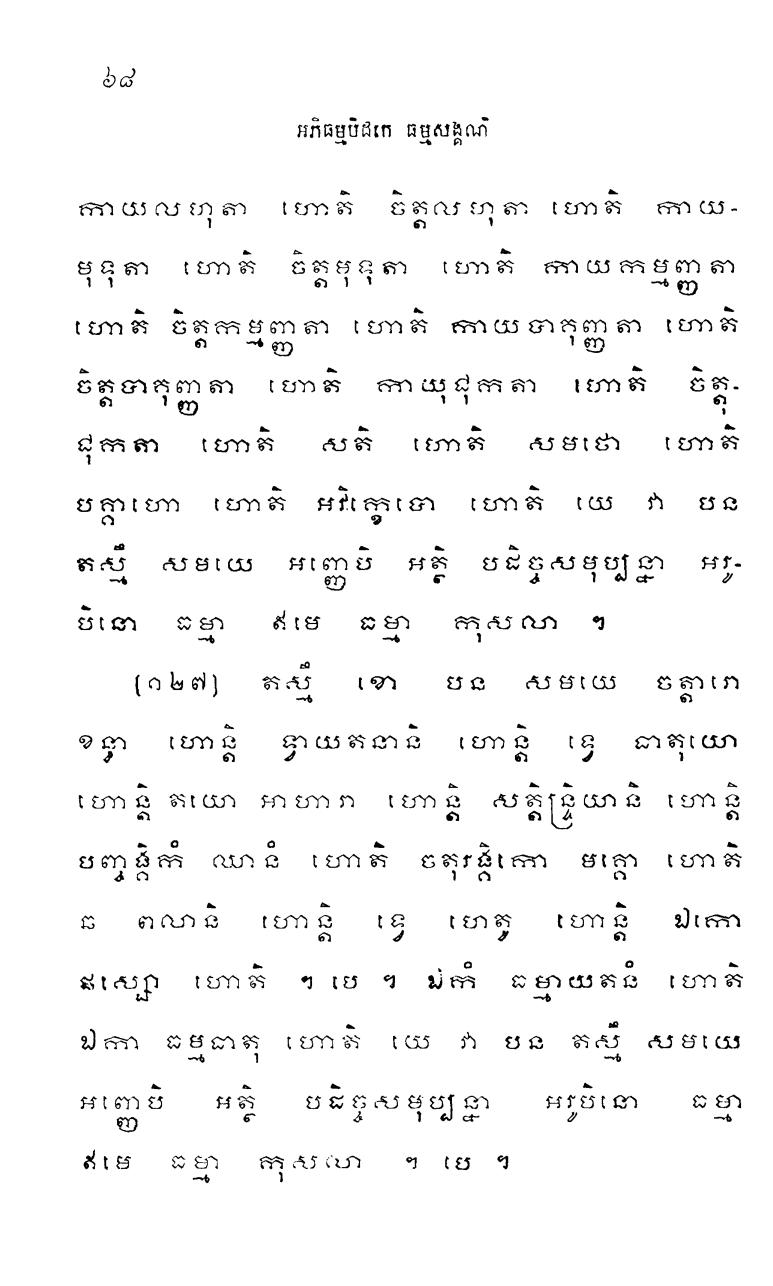 ៦៨
អភិធម្មបិដកេ ធម្មសង្គណិ
កាយលហុតា ហោតិ ចិត្តលហុតា ហោតិ កាយ-
មុទុតា ហោតិ ចិត្តមុទុតា ហោតិ កាយកម្មញ្ញតា
ហោតិ ចិត្តកម្មញ្ញតា ហោតិ កាយបាគុញ្ញតា ហោតិ
ចិត្តបាគុញ្ញតា ហោតិ កាយុជុកតា ហោតិ ចិត្តុ-
ជុកតា ហោតិ សតិ ហោតិ សមថោ ហោតិ
បគ្គាហោ ហោតិ អវិក្ខេបោ ហោតិ យេ វា បន
តស្មឹ សមយេ អញ្ញេបិ អត្ថិ បដិច្ចសមុប្បន្នា អរូ-
បិនោ ធម្មា ឥមេ ធម្មា កុសលា ។
[១២៧] តស្មឹ ខោ បន សមយេ ចត្តារោ
ខន្ធា ហោន្តិ ទ្វាយតនានិ ហោន្តិ ទ្វេ ធាតុយោ
ហោន្តិ តយោ អាហារា ហោន្តិ សត្តិន្ទ្រិយានិ ហោន្តិ
បញ្ចង្គិកំ ឈានំ ហោតិ ចតុរង្គិកោ មគ្គោ ហោតិ
ឆ ពលានិ ហោន្តិ ទ្វេ ហេតូ ហោន្តិ ឯកោ
ផស្សោ ហោតិ ។ បេ ។ ឯកំ ធម្មាយតនំ ហោតិ
ឯកា ធម្មធាតុ ហោតិ យេ វា បន តស្មឹ សមយេ
អញ្ញេបិ អត្ថិ បដិច្ចសមុប្បន្នា អរូបិនោ ធម្មា
ឥមេ ធម្មា កុសលា ។ បេ ។